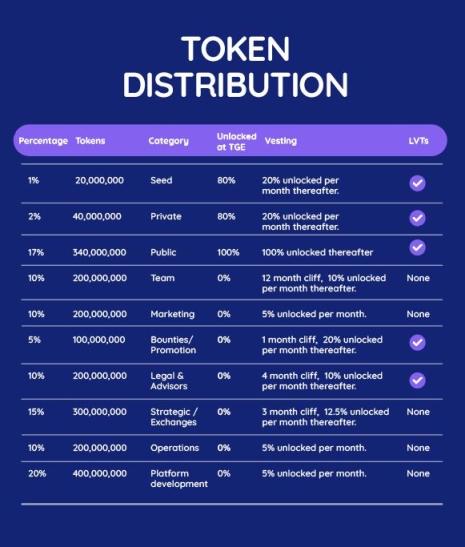 TOKEN
DISTRIBUTION
Percentage Tokens Category Unlocked at TGE Vesting LVTs
1% 20,000,000 Seed 80% 20% unlocked per
month thereafter.
2% 40,000,000 Private 80% 20% unlocked per
month thereafter.
17% 340,000,000 Public 100% 100% unlocked thereafter
10% 200,000,000 Team 0% 12 month cliff, 10% unlocked None
per month thereafter.
10% 200,000,000 Marketing 0% 5% unlocked per month. None
5% 100,000,000 Bounties/ 0% 1 month cliff, 20% unlocked
Promotion per month thereafter.
10% 200,000,000 Legal & 0% 4 month cliff, 10% unlocked
Advisors per month thereafter.
15% 300,000,000 Strategic / 0% 3 month cliff, 12.5% unlocked None
Exchanges per month thereafter.
10% 200,000,000 Operations 0% 5% unlocked per month. None
20% 400,000,000 Platform 0% 5% unlocked per month. None
development